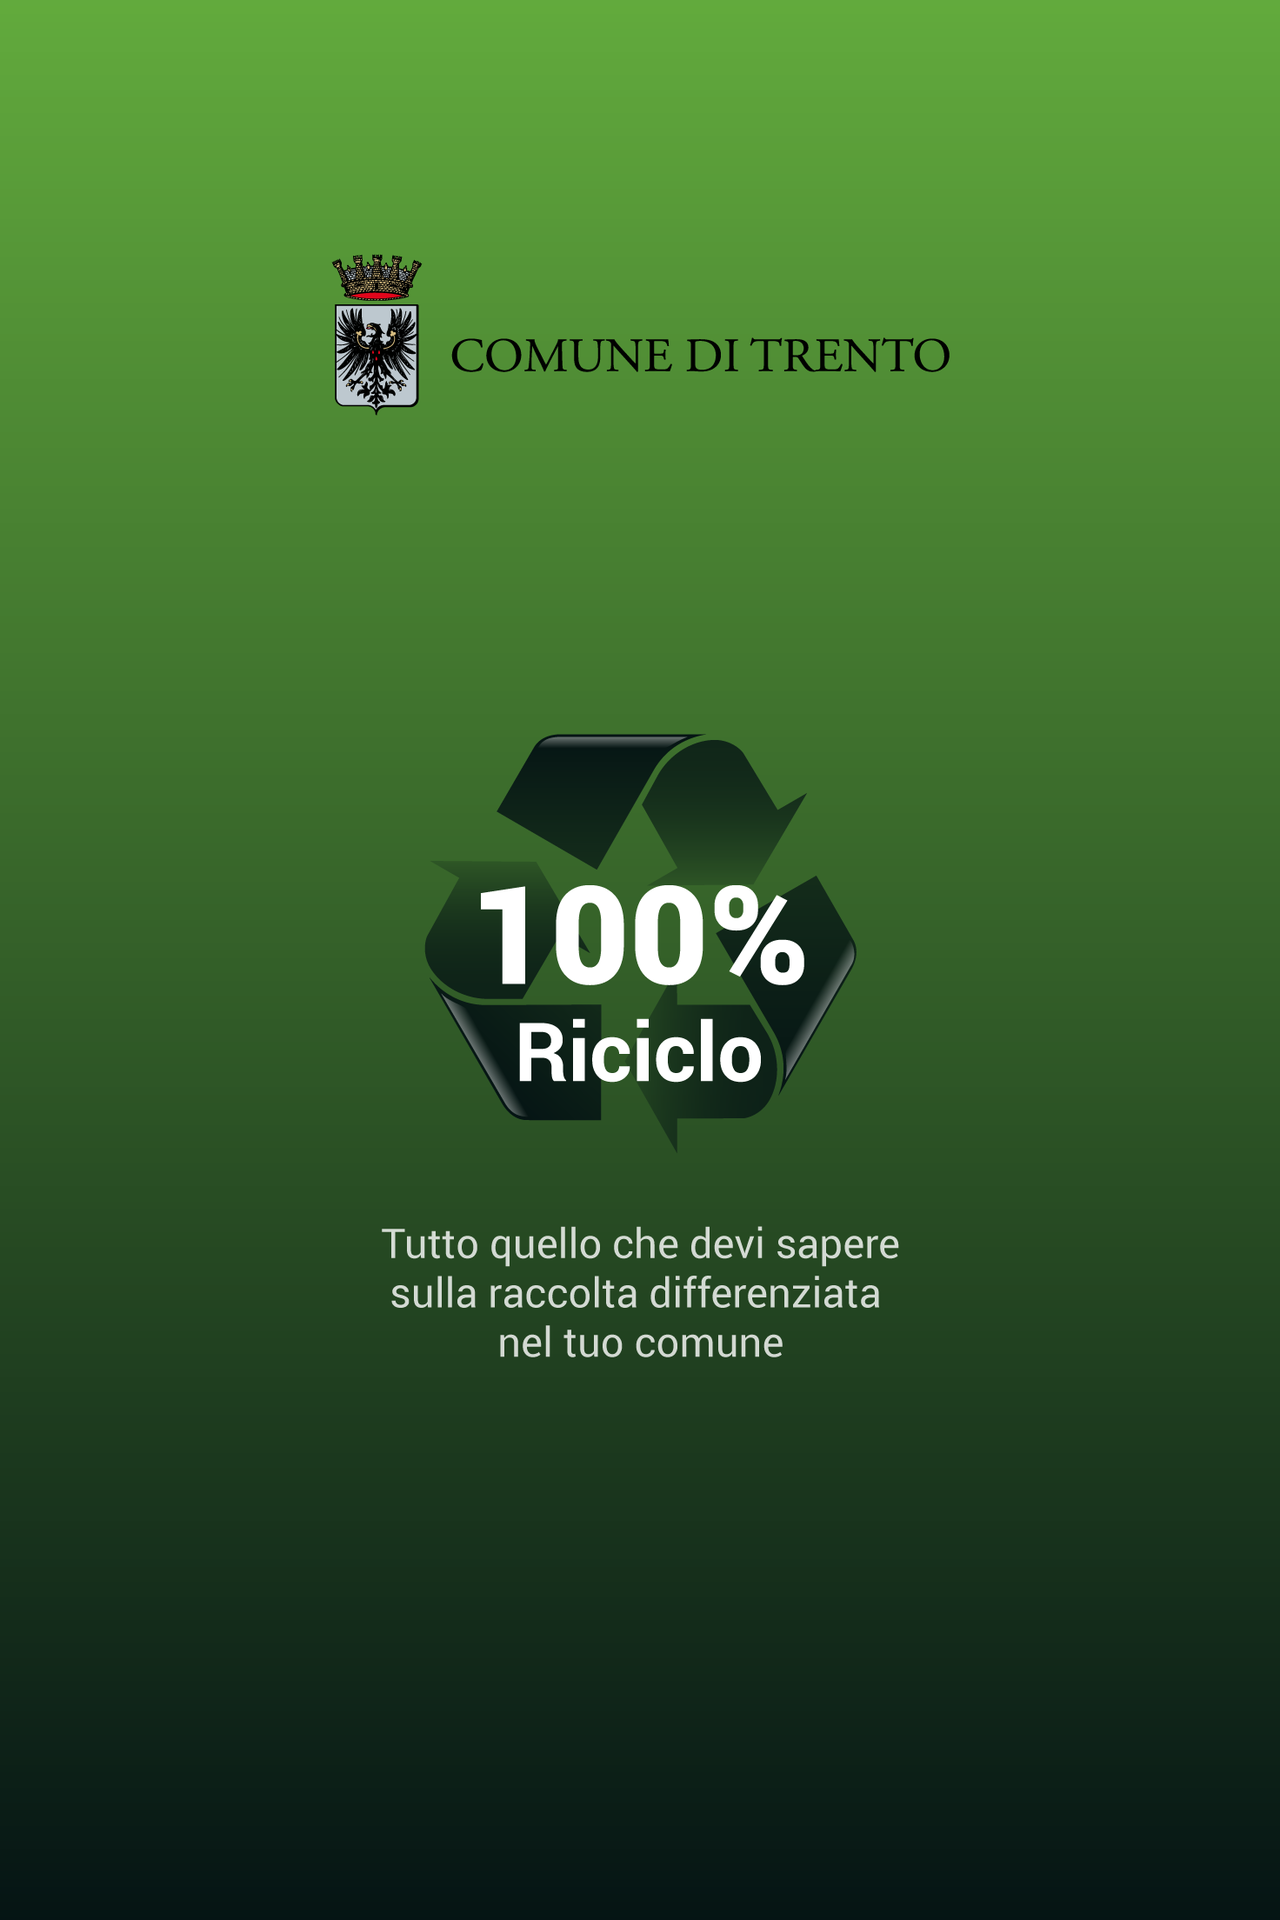 COMUNE DI TRENTO
100%
Riciclo
Tutto quello che devi sapere
sulla raccolta differenziata
nel tuo comune